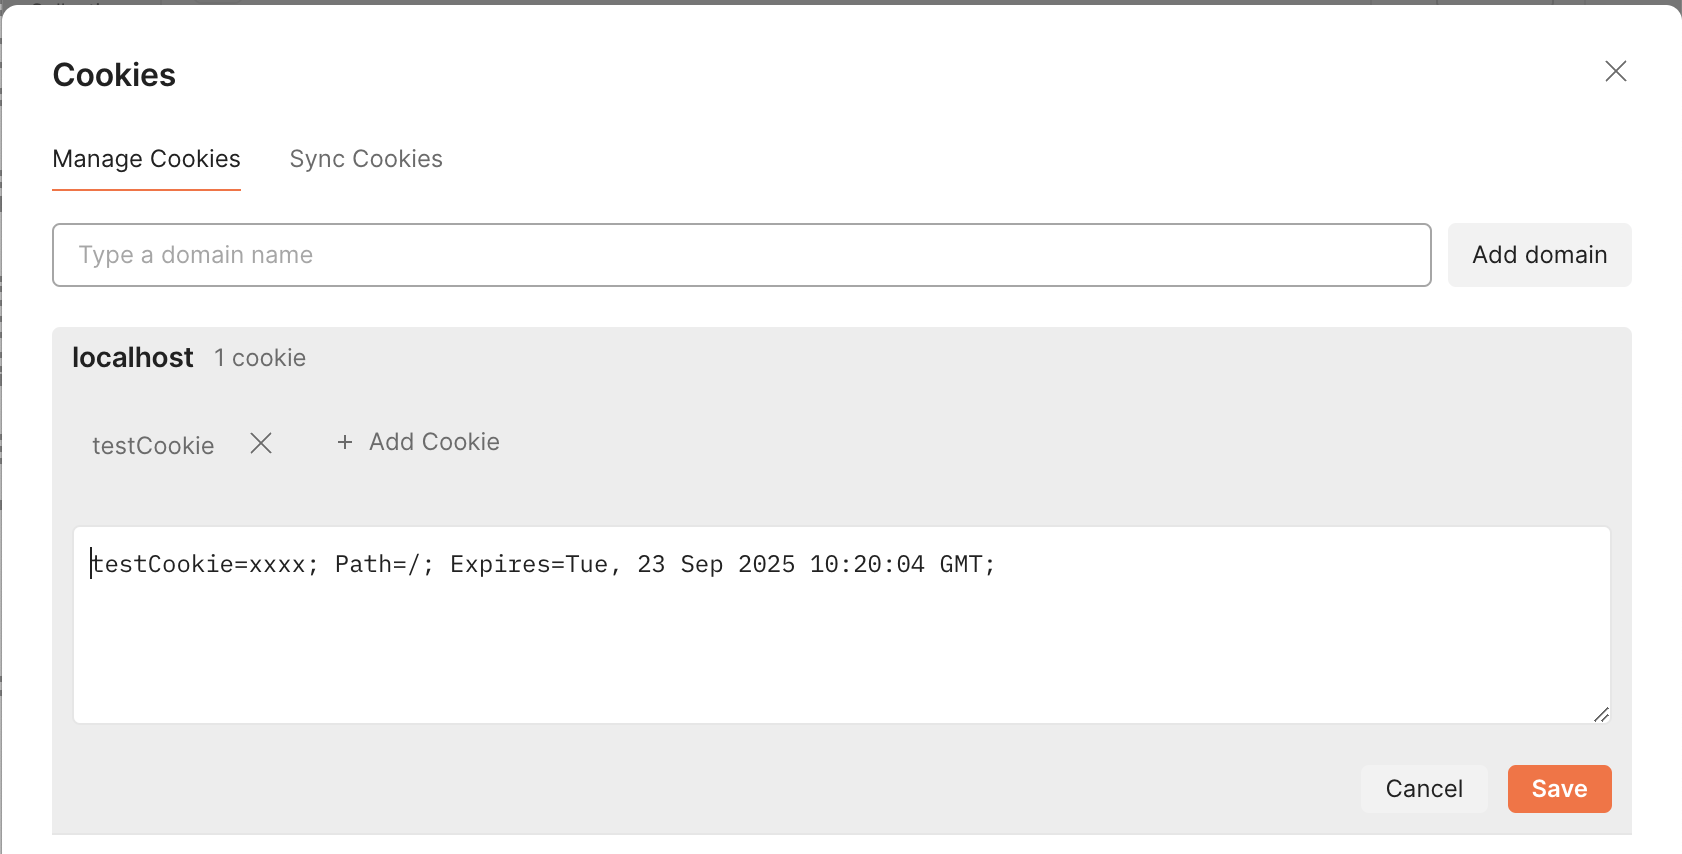 Cookies
Manage Cookies Sync Cookies
Type a domain name Add domain
localhost 1 cookie
testCookie + Add Cookie
testCookie=xxxx; Path=/; Expires=Tue, 23 Sep 2025 10:20:04 GMT;
Cancel Save